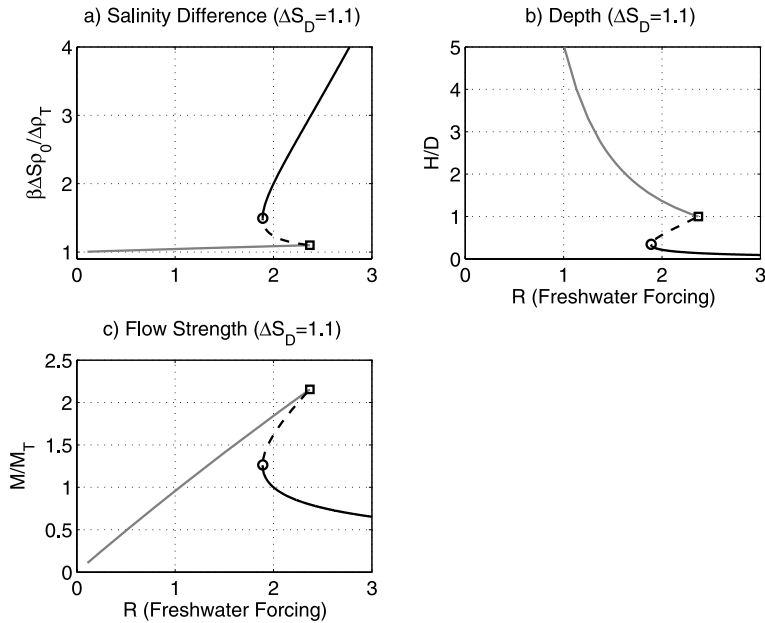 a) Salinity Difference (ΔS_D=1.1)
βΔSρ_0/Δρ_T
4
3
2
1
0 1 2 3
b) Depth (ΔS_D=1.1)
H/D
5
4
3
2
1
0
0 1 2 3
R (Freshwater Forcing)
c) Flow Strength (ΔS_D=1.1)
M/M_T
2.5
2
1.5
1
0.5
0
0 1 2 3
R (Freshwater Forcing)